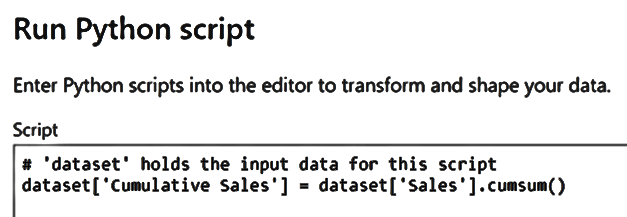 Run Python script
Enter Python scripts into the editor to transform and shape your data.
Script
# 'dataset' holds the input data for this script
dataset['Cumulative Sales'] = dataset['Sales'].cumsum()